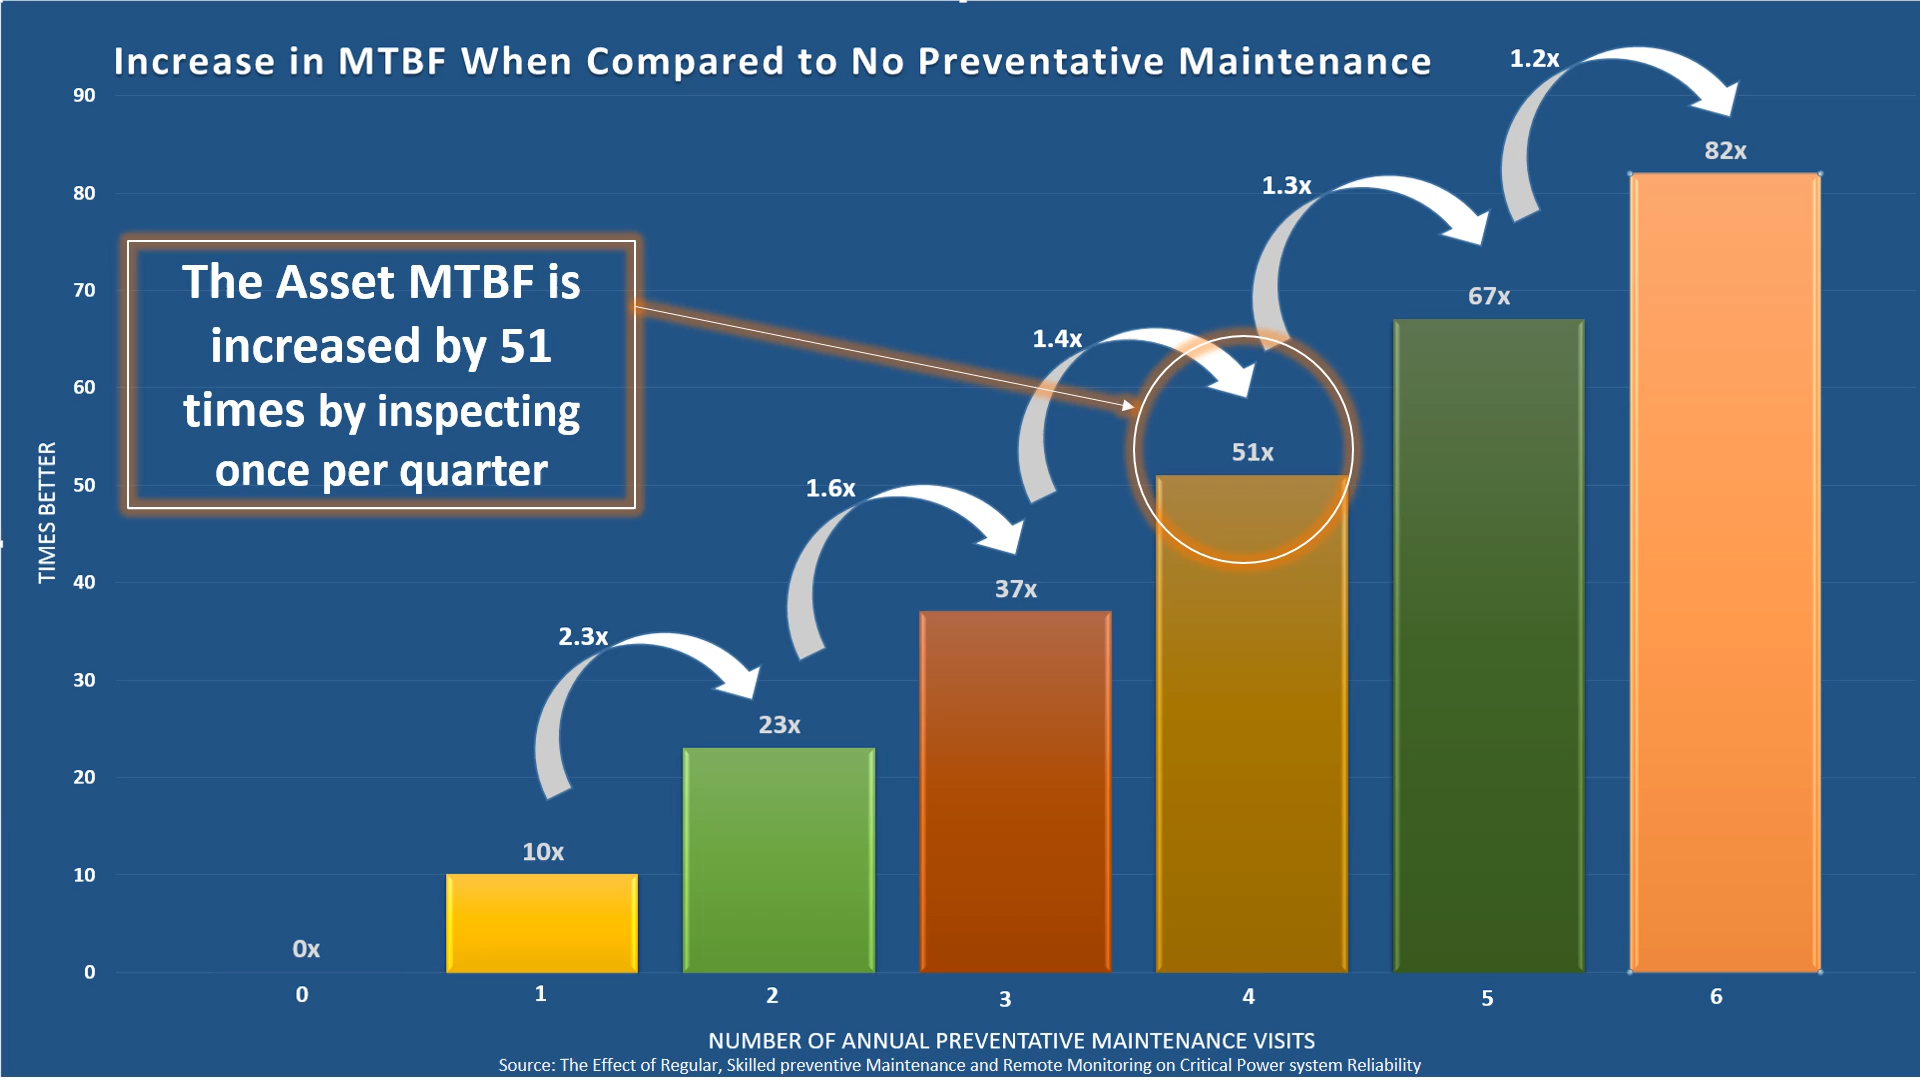 Increase in MTBF When Compared to No Preventative Maintenance
1.2x
90
82x
1.3x
80
The Asset MTBF is
increased by 51
times by inspecting
once per quarter
70
67x
1.4x
60
51x
1.6x
50
TIMES BETTER
37x
40
2.3x
30
23x
20
10x
10
0x
0
0
1
2
3
4
5
6
NUMBER OF ANNUAL PREVENTATIVE MAINTENANCE VISITS
Source: The Effect of Regular, Skilled preventive Maintenance and Remote Monitoring on Critical Power system Reliability